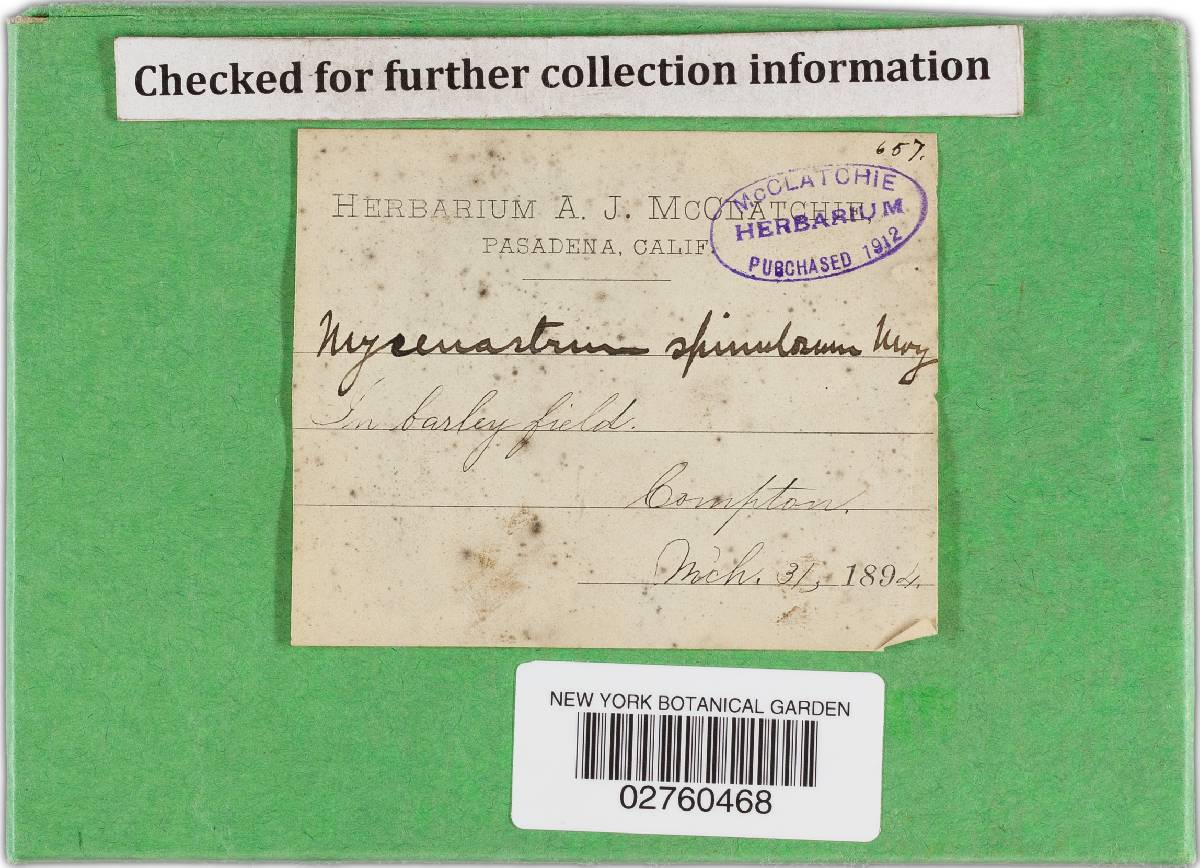 Checked for further collection information
657.
HERBARIUM A. J. MCCLATCHIE,
PASADENA, CALIF
McCLATCHIE
HERBARIUM
PURCHASED 1912
Mycenastrum spinulosum
In barley field.
Compton.
Mch. 31, 1894.
NEW YORK BOTANICAL GARDEN
02760468